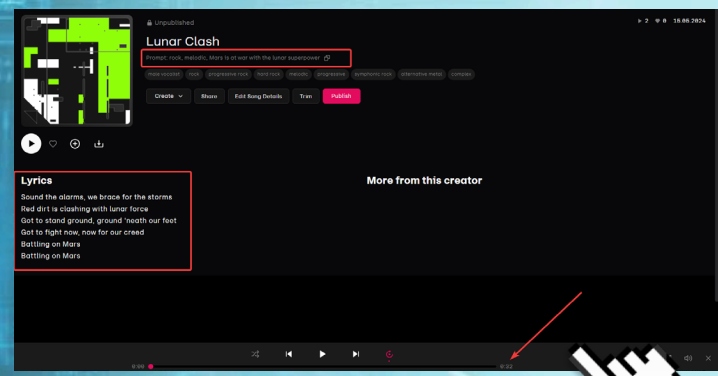 Unpublished
2 0 15.05.2024
Lunar Clash
Prompt: rock, melodic, Mars is at war with the lunar superpower
male vocalist rock progressive rock hard rock melodic progressive symphonic rock alternative metal complex
Create Share Edit Song Details Trim Publish
Lyrics
Sound the alarms, we brace for the storms
Red dirt is clashing with lunar force
Got to stand ground, ground 'neath our feet
Got to fight now, now for our creed
Battling on Mars
Battling on Mars
More from this creator
0:00
0:32